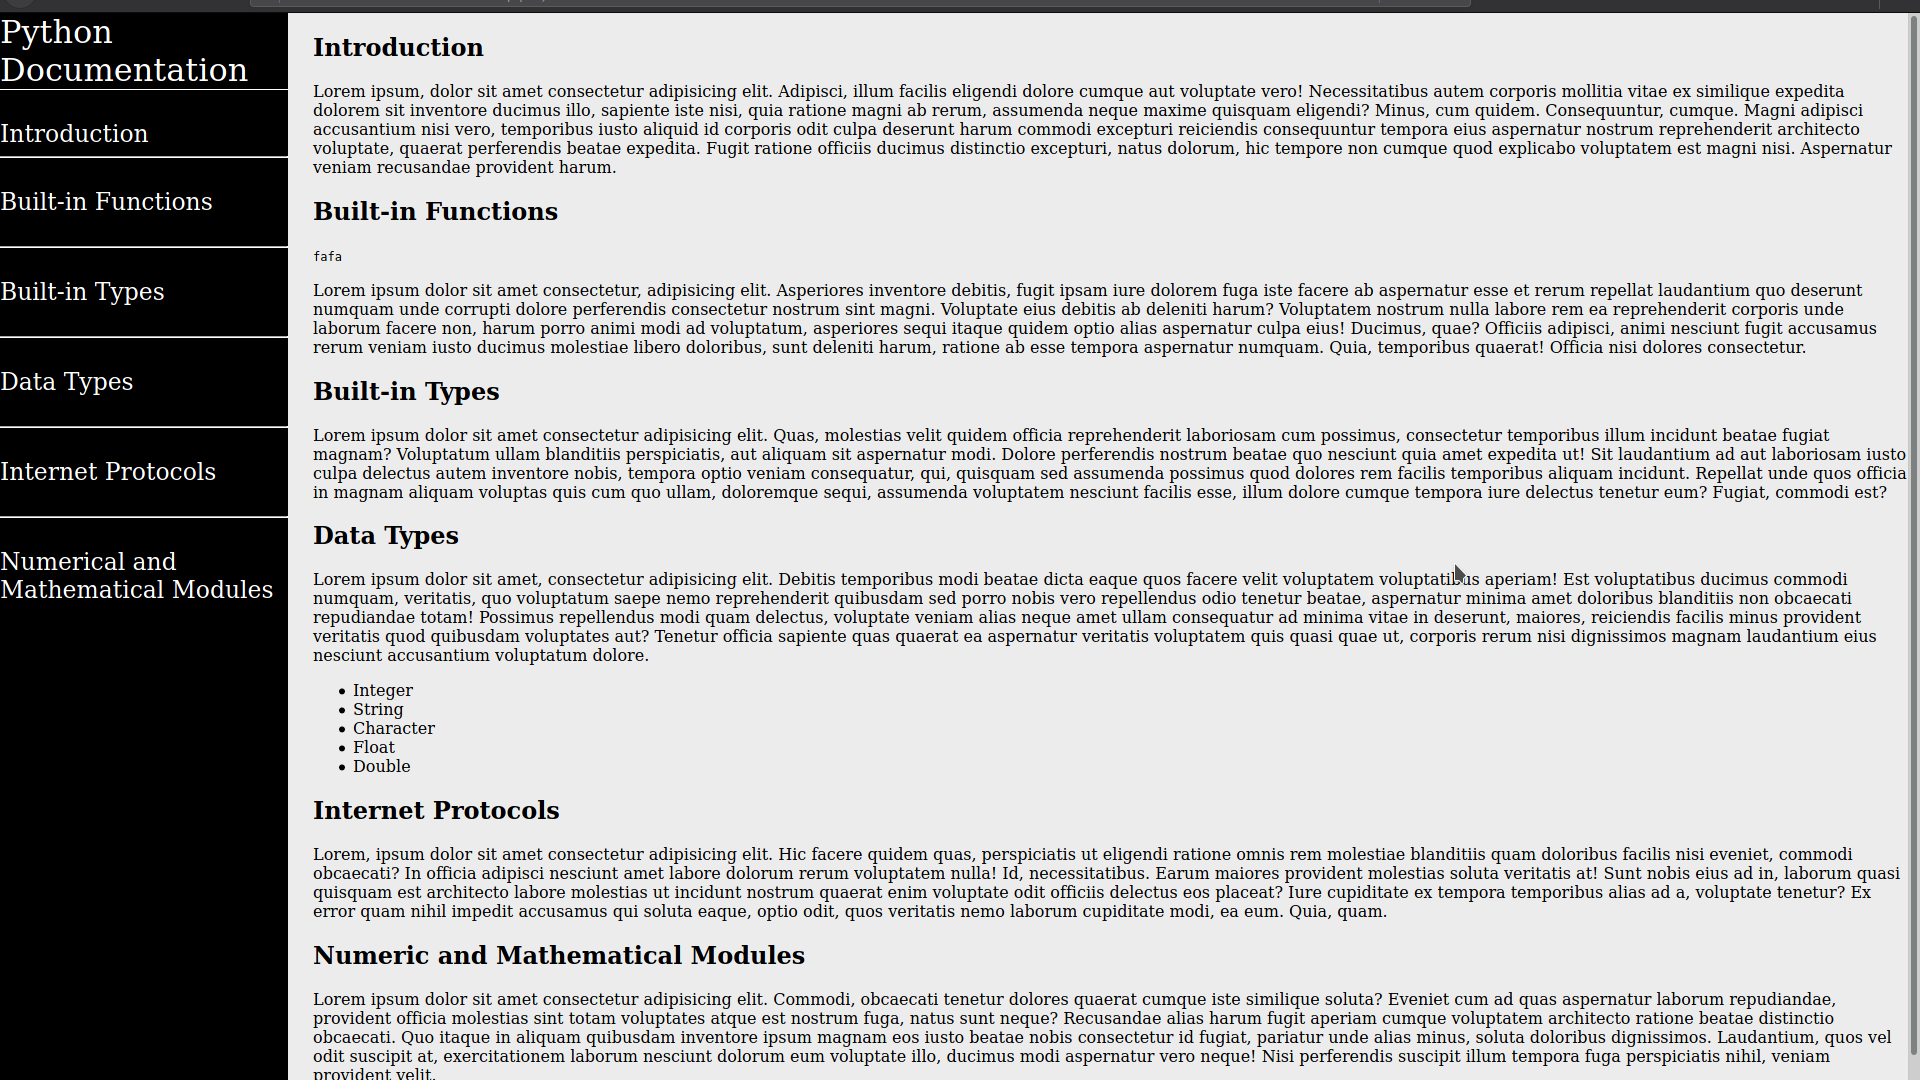 Python
Documentation
Introduction
Built-in Functions
Built-in Types
Data Types
Internet Protocols
Numerical and
Mathematical Modules
Introduction
Lorem ipsum, dolor sit amet consectetur adipisicing elit. Adipisci, illum facilis eligendi dolore cumque aut voluptate vero! Necessitatibus autem corporis mollitia vitae ex similique expedita
dolorem sit inventore ducimus illo, sapiente iste nisi, quia ratione magni ab rerum, assumenda neque maxime quisquam eligendi? Minus, cum quidem. Consequuntur, cumque. Magni adipisci
accusantium nisi vero, temporibus iusto aliquid id corporis odit culpa deserunt harum commodi excepturi reiciendis consequuntur tempora eius aspernatur nostrum reprehenderit architecto
voluptate, quaerat perferendis beatae expedita. Fugit ratione officiis ducimus distinctio excepturi, natus dolorum, hic tempore non cumque quod explicabo voluptatem est magni nisi. Aspernatur
veniam recusandae provident harum.
Built-in Functions
fafa
Lorem ipsum dolor sit amet consectetur, adipisicing elit. Asperiores inventore debitis, fugit ipsam iure dolorem fuga iste facere ab aspernatur esse et rerum repellat laudantium quo deserunt
numquam unde corrupti dolore perferendis consectetur nostrum sint magni. Voluptate eius debitis ab deleniti harum? Voluptatem nostrum nulla labore rem ea reprehenderit corporis unde
laborum facere non, harum porro animi modi ad voluptatum, asperiores sequi itaque quidem optio alias aspernatur culpa eius! Ducimus, quae? Officiis adipisci, animi nesciunt fugit accusamus
rerum veniam iusto ducimus molestiae libero doloribus, sunt deleniti harum, ratione ab esse tempora aspernatur numquam. Quia, temporibus quaerat! Officia nisi dolores consectetur.
Built-in Types
Lorem ipsum dolor sit amet consectetur adipisicing elit. Quas, molestias velit quidem officia reprehenderit laboriosam cum possimus, consectetur temporibus illum incidunt beatae fugiat
magnam? Voluptatum ullam blanditiis perspiciatis, aut aliquam sit aspernatur modi. Dolore perferendis nostrum beatae quo nesciunt quia amet expedita ut! Sit laudantium ad aut laboriosam iusto
culpa delectus autem inventore nobis, tempora optio veniam consequatur, qui, quisquam sed assumenda possimus quod dolores rem facilis temporibus aliquam incidunt. Repellat unde quos officia
in magnam aliquam voluptas quis cum quo ullam, doloremque sequi, assumenda voluptatem nesciunt facilis esse, illum dolore cumque tempora iure delectus tenetur eum? Fugiat, commodi est?
Data Types
Lorem ipsum dolor sit amet, consectetur adipisicing elit. Debitis temporibus modi beatae dicta eaque quos facere velit voluptatem voluptatibus aperiam! Est voluptatibus ducimus commodi
numquam, veritatis, quo voluptatum saepe nemo reprehenderit quibusdam sed porro nobis vero repellendus odio tenetur beatae, aspernatur minima amet doloribus blanditiis non obcaecati
repudiandae totam! Possimus repellendus modi quam delectus, voluptate veniam alias neque amet ullam consequatur ad minima vitae in deserunt, maiores, reiciendis facilis minus provident
veritatis quod quibusdam voluptates aut? Tenetur officia sapiente quas quaerat ea aspernatur veritatis voluptatem quis quasi quae ut, corporis rerum nisi dignissimos magnam laudantium eius
nesciunt accusantium voluptatum dolore.
• Integer
• String
• Character
• Float
• Double
Internet Protocols
Lorem, ipsum dolor sit amet consectetur adipisicing elit. Hic facere quidem quas, perspiciatis ut eligendi ratione omnis rem molestiae blanditiis quam doloribus facilis nisi eveniet, commodi
obcaecati? In officia adipisci nesciunt amet labore dolorum rerum voluptatem nulla! Id, necessitatibus. Earum maiores provident molestias soluta veritatis at! Sunt nobis eius ad in, laborum quasi
quisquam est architecto labore molestias ut incidunt nostrum quaerat enim voluptate odit officiis delectus eos placeat? Iure cupiditate ex tempora temporibus alias ad a, voluptate tenetur? Ex
error quam nihil impedit accusamus qui soluta eaque, optio odit, quos veritatis nemo laborum cupiditate modi, ea eum. Quia, quam.
Numeric and Mathematical Modules
Lorem ipsum dolor sit amet consectetur adipisicing elit. Commodi, obcaecati tenetur dolores quaerat cumque iste similique soluta? Eveniet cum ad quas aspernatur laborum repudiandae,
provident officia molestias sint totam voluptates atque est nostrum fuga, natus sunt neque? Recusandae alias harum fugit aperiam cumque voluptatem architecto ratione beatae distinctio
obcaecati. Quo itaque in aliquam quibusdam inventore ipsum magnam eos iusto beatae nobis consectetur id fugiat, pariatur unde alias minus, soluta doloribus dignissimos. Laudantium, quos vel
odit suscipit at, exercitationem laborum nesciunt dolorum eum voluptate illo, ducimus modi aspernatur vero neque! Nisi perferendis suscipit illum tempora fuga perspiciatis nihil, veniam
provident velit.